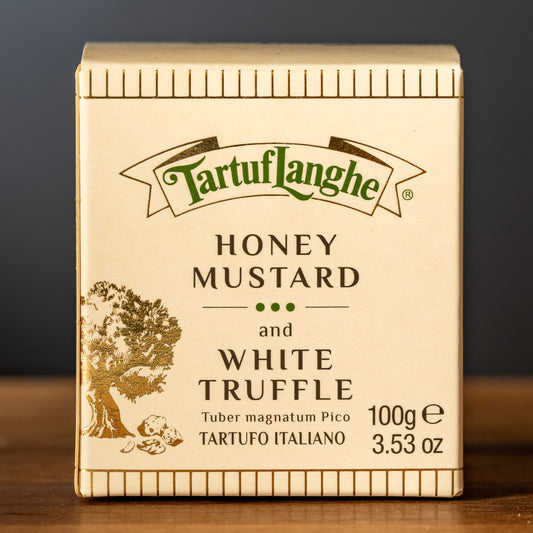 TartufLanghe ®
HONEY
MUSTARD
and
WHITE
TRUFFLE
Tuber magnatum Pico
TARTUFO ITALIANO
100g ℮
3.53 oz